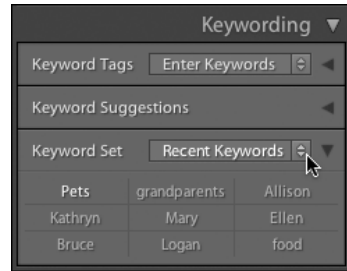 Keywording
Keyword Tags Enter Keywords
Keyword Suggestions
Keyword Set Recent Keywords
Pets grandparents Allison
Kathryn Mary Ellen
Bruce Logan food